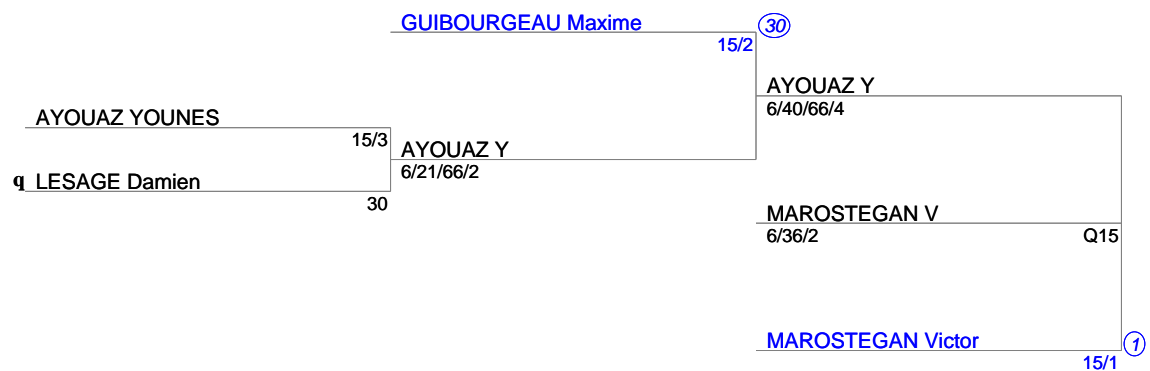 GUIBOURGEAU Maxime 30
15/2
AYOUAZ Y
6/40/66/4
AYOUAZ YOUNES
15/3
AYOUAZ Y
6/21/66/2
q LESAGE Damien
30
MAROSTEGAN V
6/36/2 Q15
MAROSTEGAN Victor 1
15/1